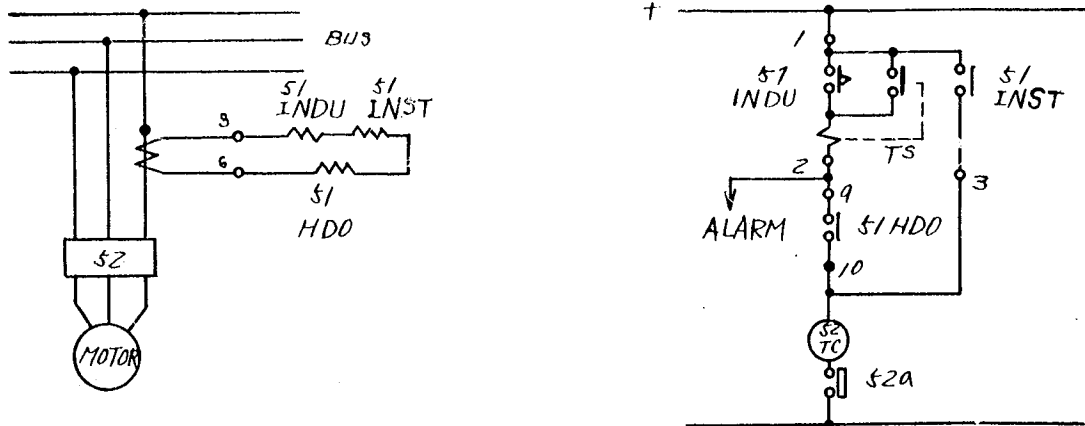 BUS
51 INDU
51 INST
5
6
51
HDO
52
MOTOR
+
1
51
INDU
51
INST
TS
2
3
9
ALARM
51 HDO
10
52
TC
52a